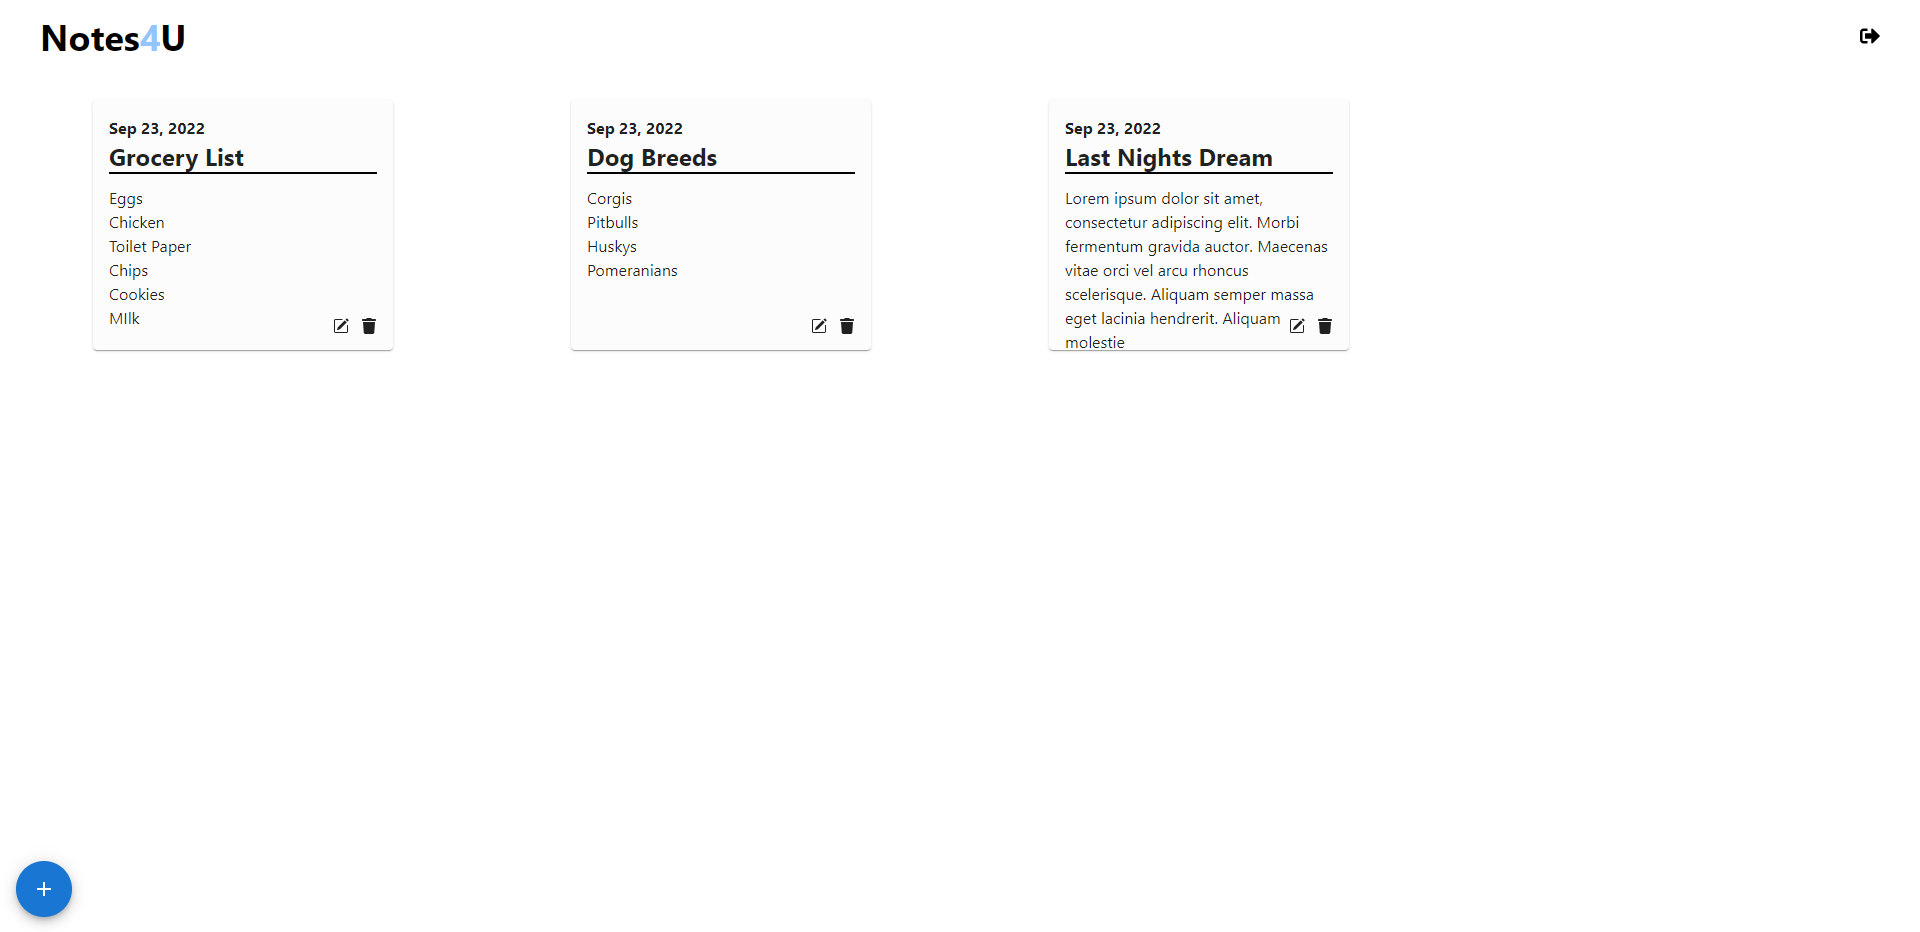 Notes4U
Sep 23, 2022
Grocery List
Eggs
Chicken
Toilet Paper
Chips
Cookies
MIlk
Sep 23, 2022
Dog Breeds
Corgis
Pitbulls
Huskys
Pomeranians
Sep 23, 2022
Last Nights Dream
Lorem ipsum dolor sit amet,
consectetur adipiscing elit. Morbi
fermentum gravida auctor. Maecenas
vitae orci vel arcu rhoncus
scelerisque. Aliquam semper massa
eget lacinia hendrerit. Aliquam
molestie